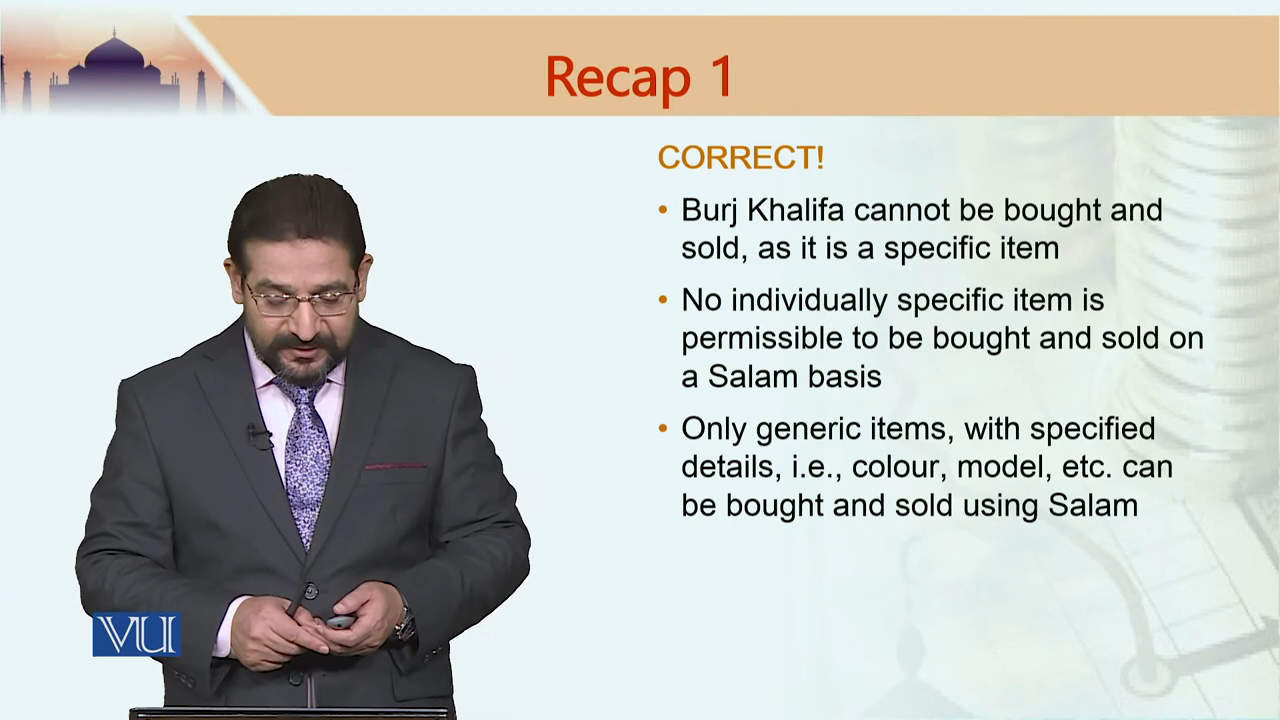 Recap 1
CORRECT!
• Burj Khalifa cannot be bought and
sold, as it is a specific item
• No individually specific item is
permissible to be bought and sold on
a Salam basis
• Only generic items, with specified
details, i.e., colour, model, etc. can
be bought and sold using Salam
VU